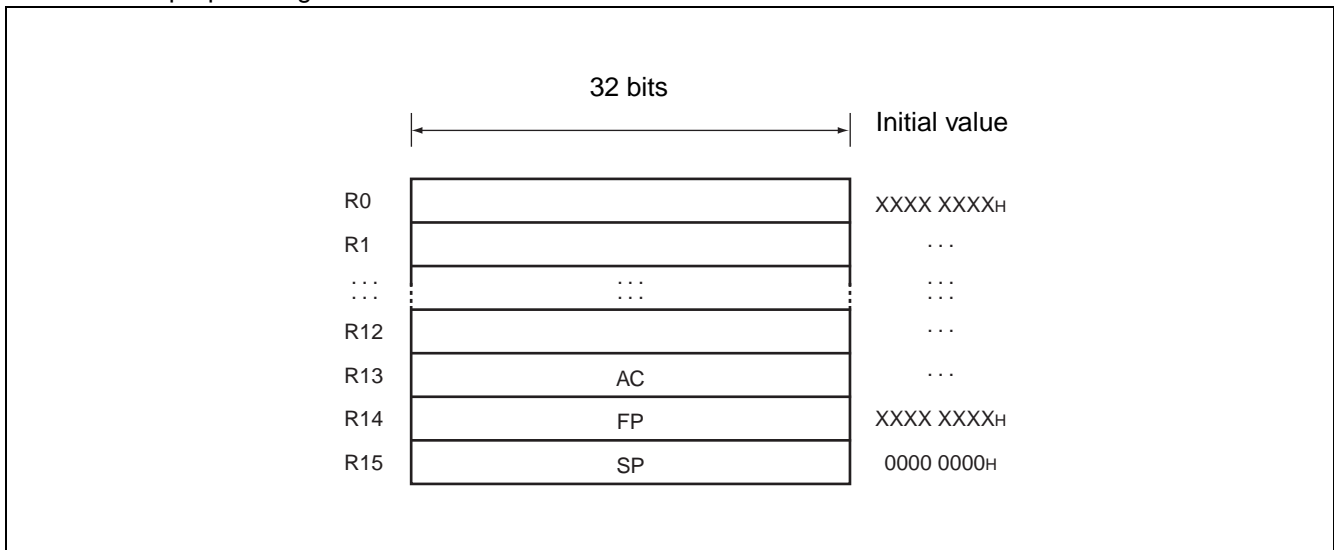 32 bits
Initial value
R0 XXXX XXXXH
R1 ...
... ... ...
... ... ...
R12 ...
R13 AC ...
R14 FP XXXX XXXXH
R15 SP 0000 0000H